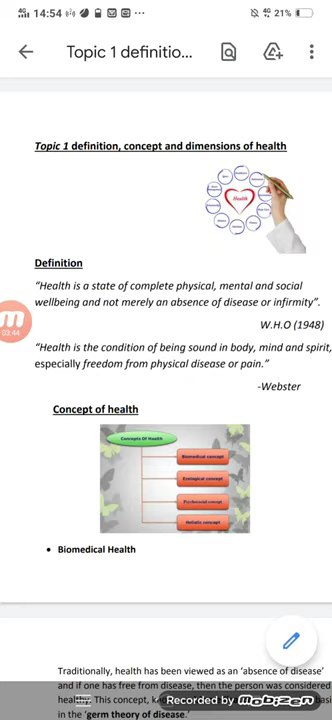 4G 14:54 4G 21%
Topic 1 definitio...
Topic 1 definition, concept and dimensions of health
Health
Definition
“Health is a state of complete physical, mental and social
wellbeing and not merely an absence of disease or infirmity”.
W.H.O (1948)
03:44
“Health is the condition of being sound in body, mind and spirit,
especially freedom from physical disease or pain.”
-Webster
Concept of health
Concepts Of Health
Biomedical concept
Ecological concept
Psychosocial concept
Holistic concept
• Biomedical Health
Traditionally, health has been viewed as an ‘absence of disease’
and if one has free from disease, then the person was considered
healthy. This concept,
Recorded by mobizen
in the ‘germ theory of disease.’